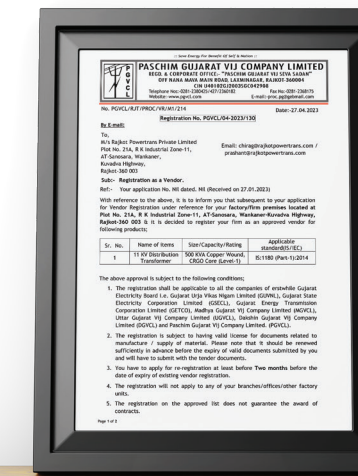 :: Save Energy For Benefit Of Self & Nation ::
PGVCL
PASCHIM GUJARAT VIJ COMPANY LIMITED
REGD. & CORPORATE OFFICE:- "PASCHIM GUJARAT VIJ SEVA SADAN"
OFF NANA MAVA MAIN ROAD, LAXMINAGAR, RAJKOT-360004
CIN U40102GJ2003SGC042908
Telephone Nos:-0281-2380425/427/2360182 Fax No:-0281-2368175
Website: www.pgvcl.com E-mail:-proc.pg@gebmail.com
No. PGVCL/RJT/PROC/VR/M1/214 Date:-27.04.2023
Registration No. PGVCL/04-2023/130
By E-mail:
To,
M/s Rajkot Powertrans Private Limited
Plot No. 21A, R K Industrial Zone-11,
AT-Sanosara, Wankaner,
Kuvadva Highway,
Rajkot-360 003
Email: chirag@rajkotpowertrans.com /
prashant@rajkotpowertrans.com
Sub:- Registration as a Vendor.
Ref:- Your application No. Nil dated. Nil (Received on 27.01.2023)
With reference to the above, it is to inform you that subsequent to your application
for Vendor Registration under reference for your factory/firm premises located at
Plot No. 21A, R K Industrial Zone-11, AT-Sanosara, Wankaner-Kuvadva Highway,
Rajkot-360 003 &; it is decided to register your firm as an approved vendor for
following products;
Sr. No. Name of Items Size/Capacity/Rating Applicable standard(IS/IEC)
1 11 KV Distribution Transformer 500 KVA Copper Wound, CRGO Core (Level-1) IS:1180 (Part-1):2014
The above approval is subject to the following conditions;
1. The registration shall be applicable to all the companies of erstwhile Gujarat
Electricity Board i.e. Gujarat Urja Vikas Nigam Limited (GUVNL), Gujarat State
Electricity Corporation Limited (GSECL), Gujarat Energy Transmission
Corporation Limited (GETCO), Madhya Gujarat Vij Company Limited (MGVCL),
Uttar Gujarat Vij Company Limited (UGVCL), Dakshin Gujarat Vij Company
Limited (DGVCL) and Paschim Gujarat Vij Company Limited. (PGVCL).
2. The registration is subject to having valid license for documents related to
manufacture / supply of material. Please note that it should be renewed
sufficiently in advance before the expiry of valid documents submitted by you
and will have to submit with the tender documents.
3. You have to apply for re-registration at least before Two months before the
date of expiry of existing vendor registration.
4. The registration will not apply to any of your branches/offices/other factory
units.
5. The registration on the approved list does not guarantee the award of
contracts.
Page 1 of 2